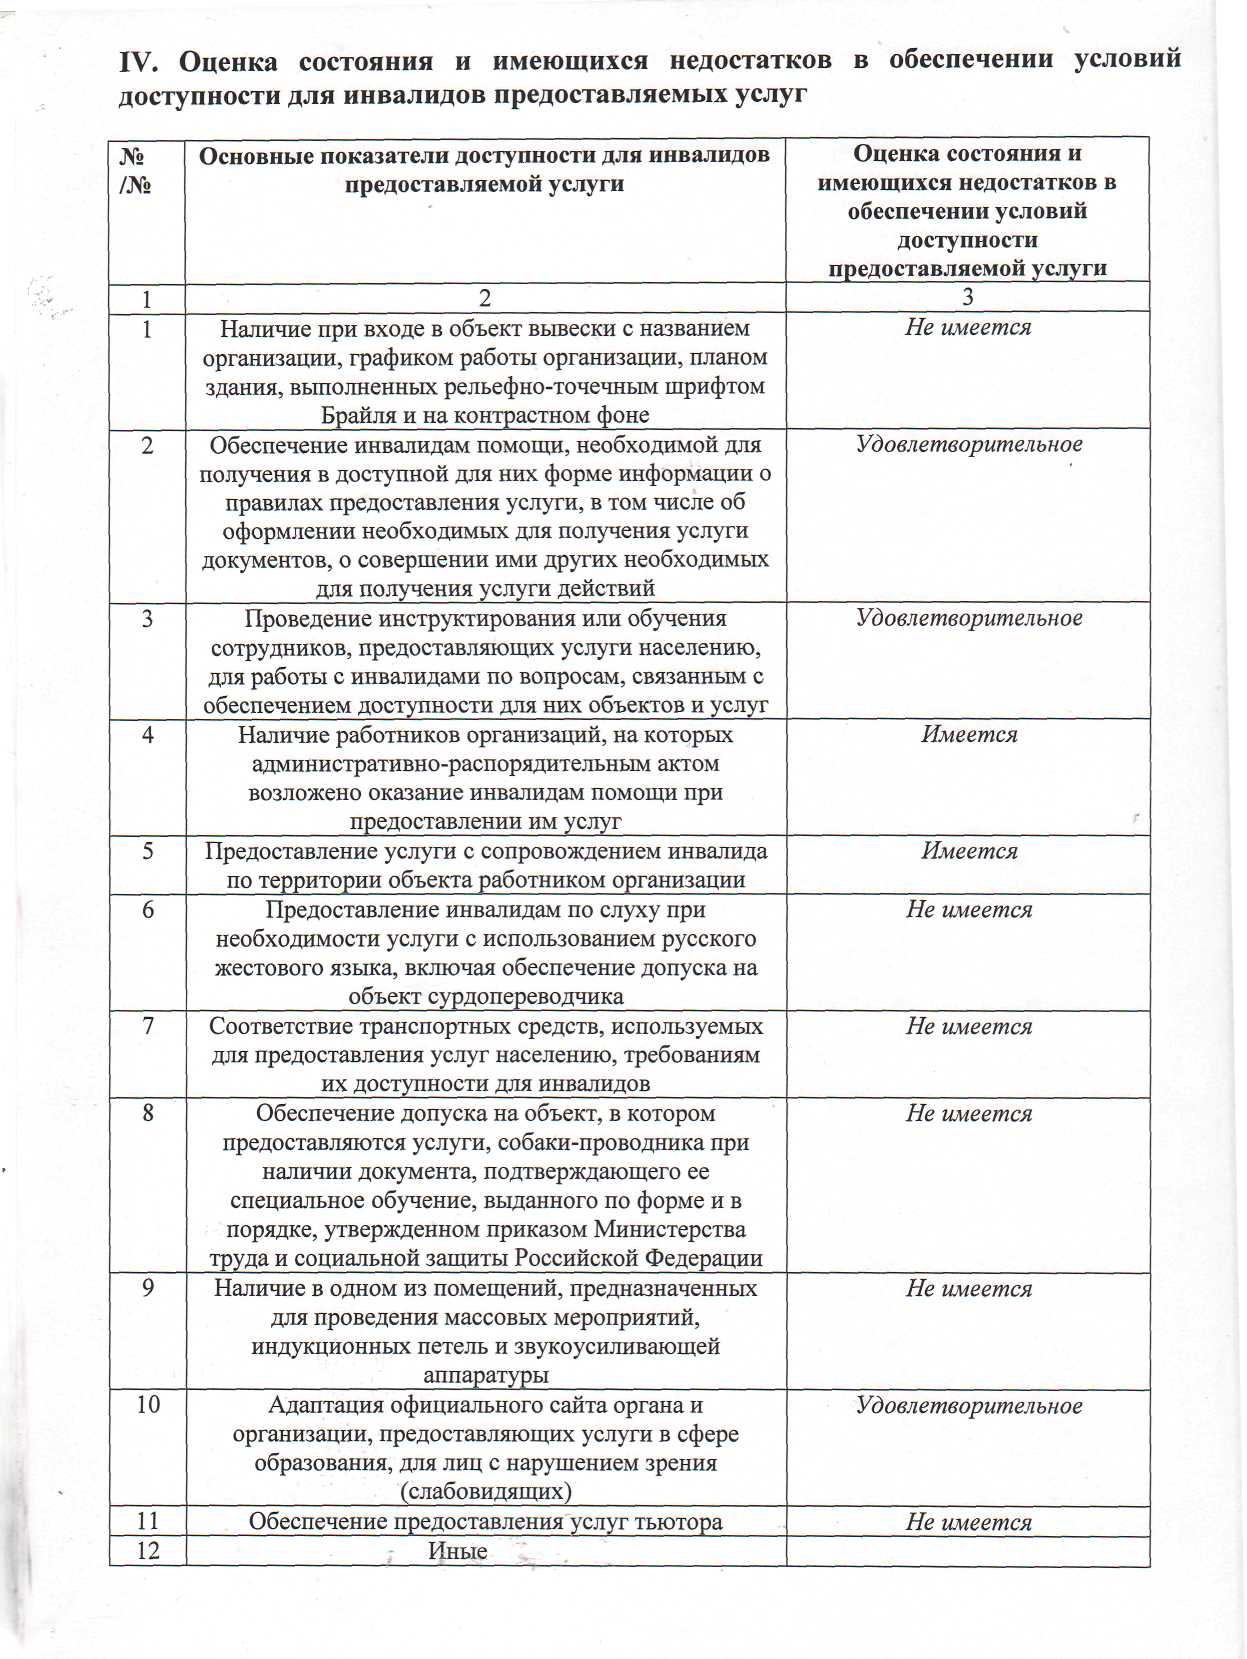 IV. Оценка состояния и имеющихся недостатков в обеспечении условий
доступности для инвалидов предоставляемых услуг
№
/№
Основные показатели доступности для инвалидов
предоставляемой услуги
Оценка состояния и
имеющихся недостатков в
обеспечении условий
доступности
предоставляемой услуги
1
2
3
1
Наличие при входе в объект вывески с названием
организации, графиком работы организации, планом
здания, выполненных рельефно-точечным шрифтом
Брайля и на контрастном фоне
Не имеется
2
Обеспечение инвалидам помощи, необходимой для
получения в доступной для них форме информации о
правилах предоставления услуги, в том числе об
оформлении необходимых для получения услуги
документов, о совершении ими других необходимых
для получения услуги действий
Удовлетворительное
3
Проведение инструктирования или обучения
сотрудников, предоставляющих услуги населению,
для работы с инвалидами по вопросам, связанным с
обеспечением доступности для них объектов и услуг
Удовлетворительное
4
Наличие работников организаций, на которых
административно-распорядительным актом
возложено оказание инвалидам помощи при
предоставлении им услуг
Имеется
5
Предоставление услуги с сопровождением инвалида
по территории объекта работником организации
Имеется
6
Предоставление инвалидам по слуху при
необходимости услуги с использованием русского
жестового языка, включая обеспечение допуска на
объект сурдопереводчика
Не имеется
7
Соответствие транспортных средств, используемых
для предоставления услуг населению, требованиям
их доступности для инвалидов
Не имеется
8
Обеспечение допуска на объект, в котором
предоставляются услуги, собаки-проводника при
наличии документа, подтверждающего ее
специальное обучение, выданного по форме и в
порядке, утвержденном приказом Министерства
труда и социальной защиты Российской Федерации
Не имеется
9
Наличие в одном из помещений, предназначенных
для проведения массовых мероприятий,
индукционных петель и звукоусиливающей
аппаратуры
Не имеется
10
Адаптация официального сайта органа и
организации, предоставляющих услуги в сфере
образования, для лиц с нарушением зрения
(слабовидящих)
Удовлетворительное
11
Обеспечение предоставления услуг тьютора
Не имеется
12
Иные